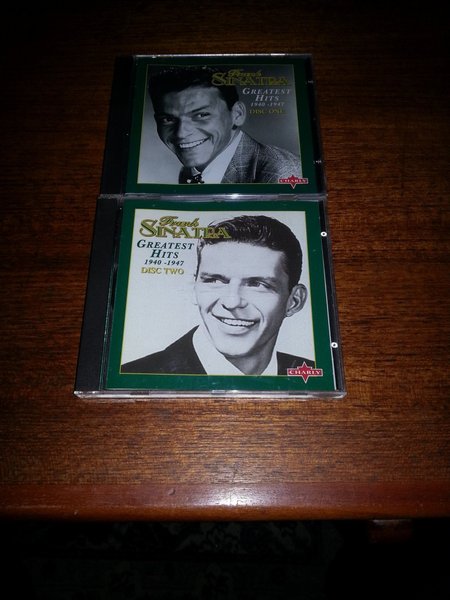 Frank
SINATRA
GREATEST
HITS
1940 - 1947
DISC ONE
CHARLY
Frank
SINATRA
GREATEST
HITS
1940 - 1947
DISC TWO
CHARLY